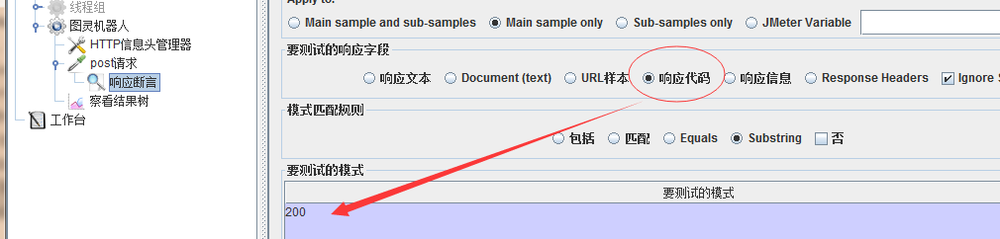 线程组
图灵机器人
HTTP信息头管理器
post请求
响应断言
察看结果树
工作台
Apply to:
Main sample and sub-samples Main sample only Sub-samples only JMeter Variable
要测试的响应字段
响应文本 Document (text) URL样本 响应代码 响应信息 Response Headers Ignore
模式匹配规则
包括 匹配 Equals Substring 否
要测试的模式
要测试的模式
200